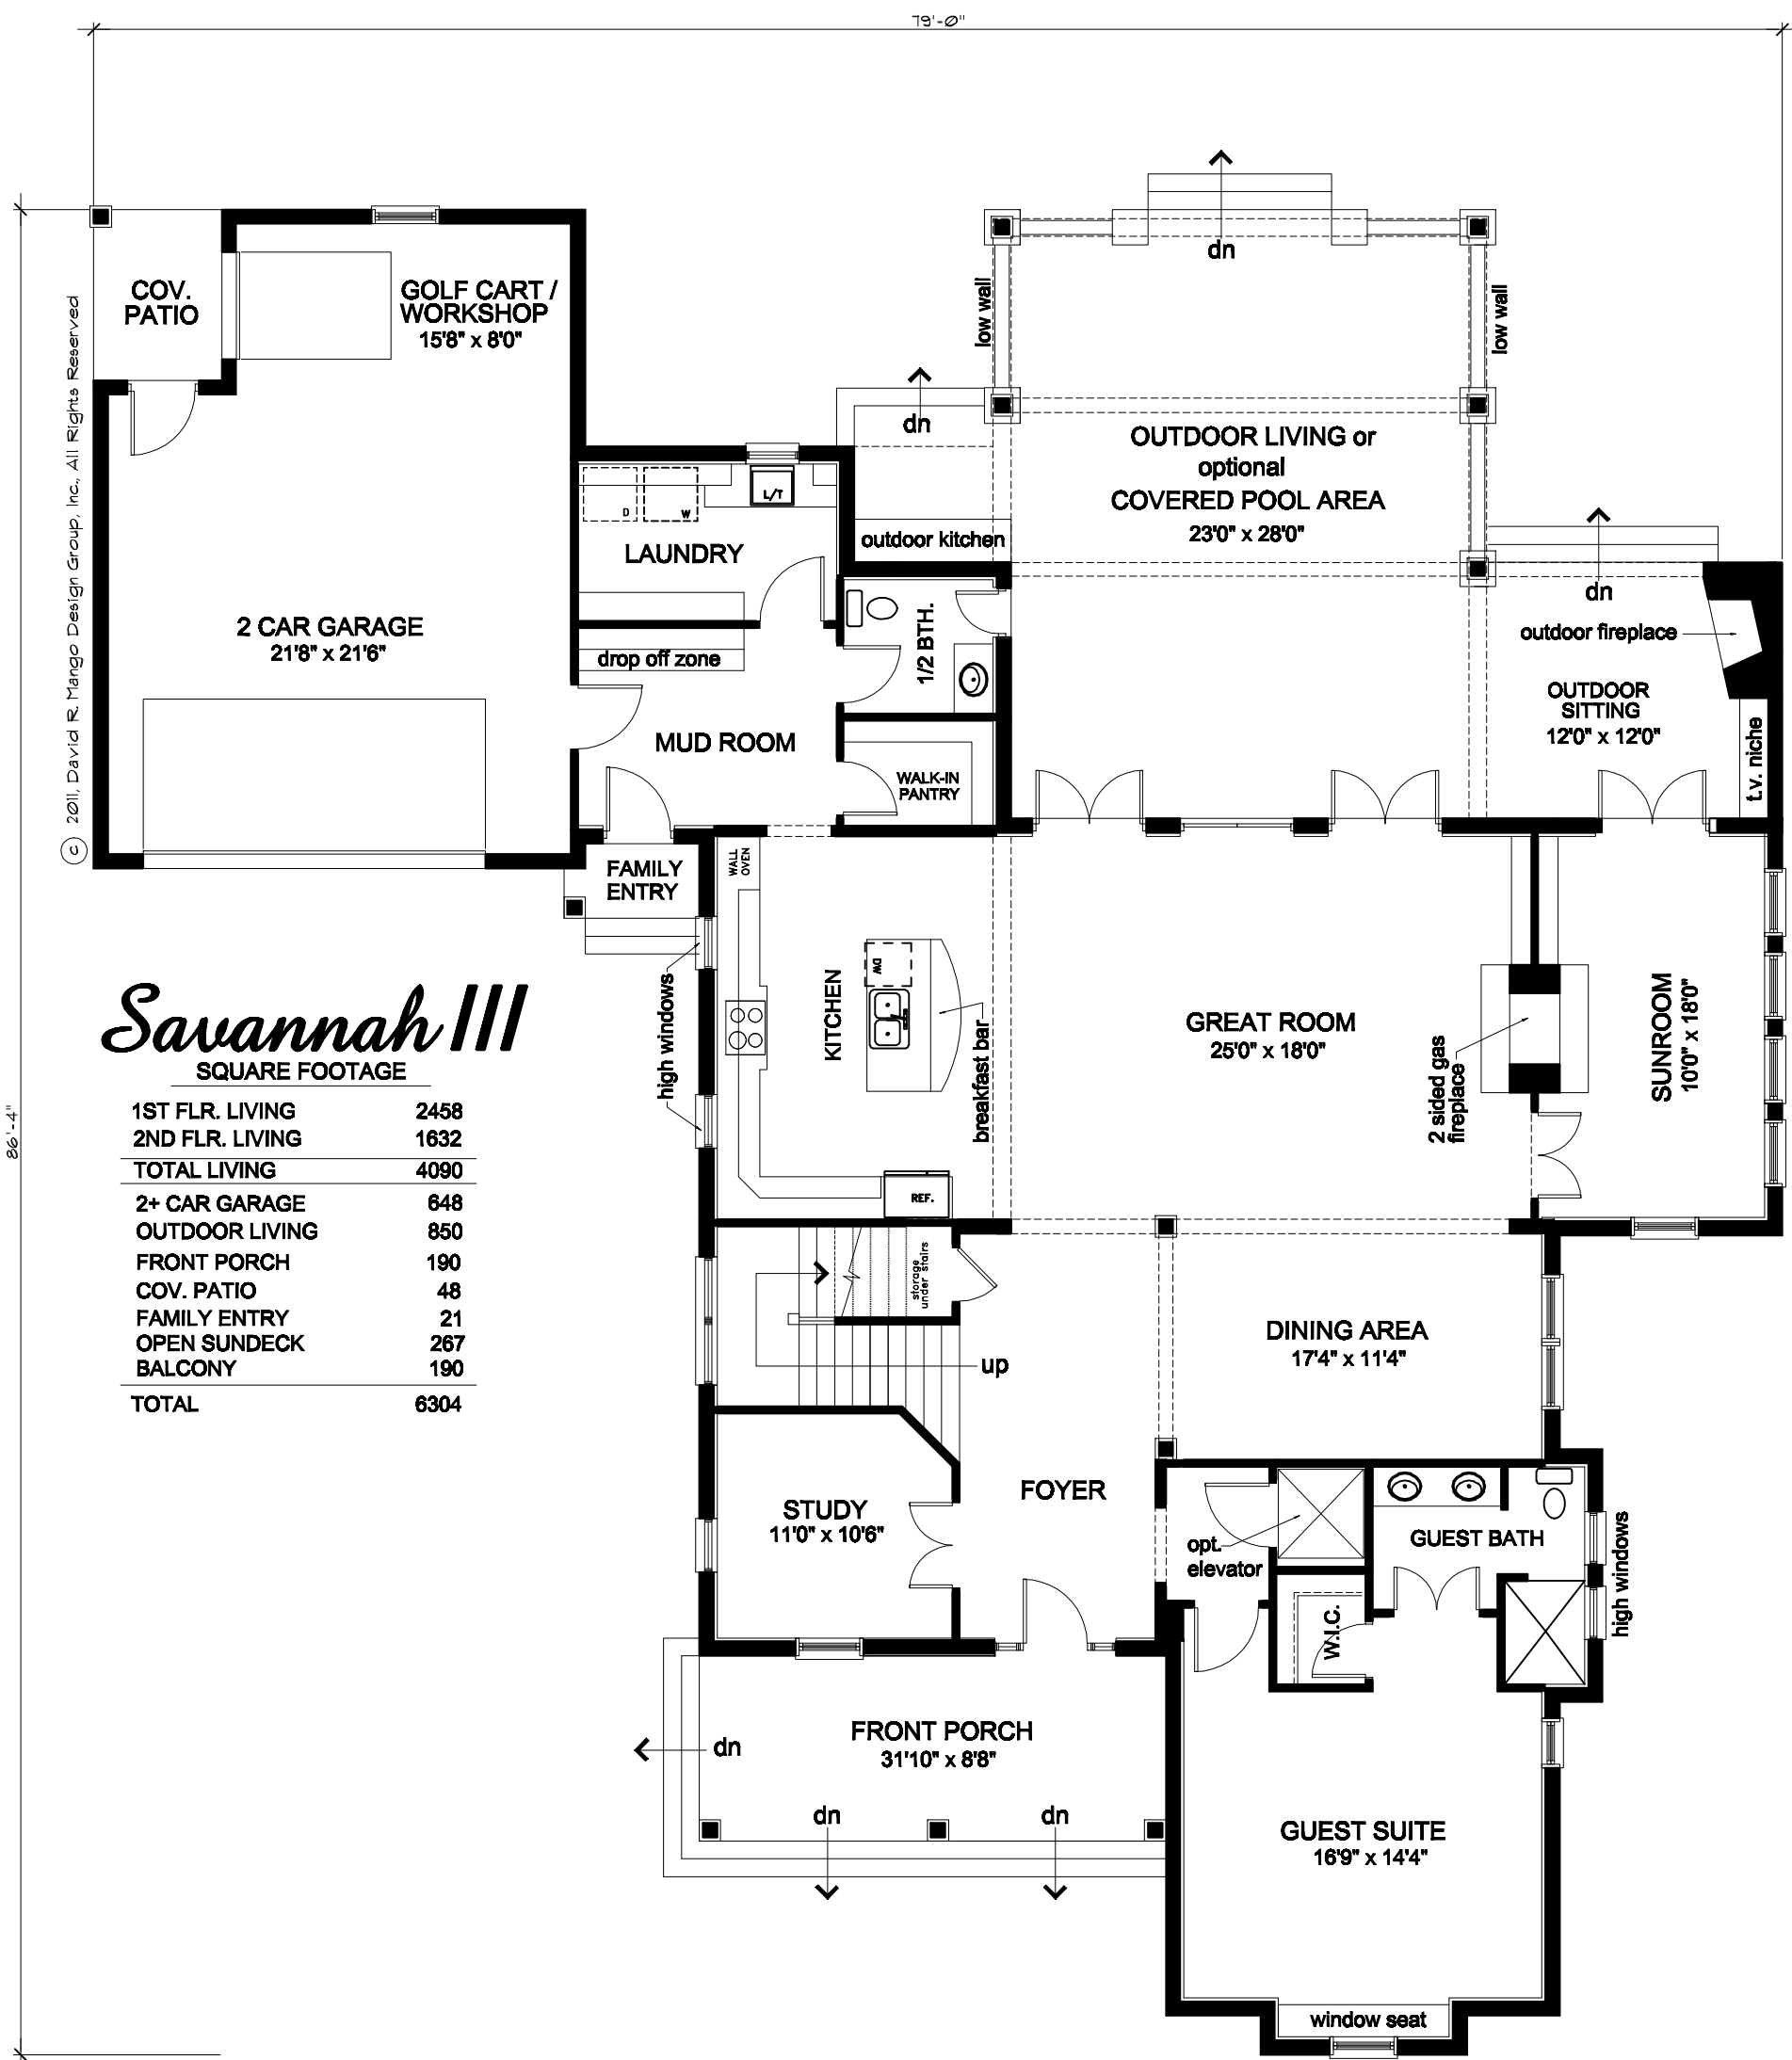 79'-0"
86'-4"
COV.
PATIO
GOLF CART /
WORKSHOP
15'8" x 8'0"
© 2011, David R. Mango Design Group, Inc., All Rights Reserved
2 CAR GARAGE
21'8" x 21'6"
D
W
L/T
LAUNDRY
drop off zone
MUD ROOM
1/2 BTH.
WALK-IN
PANTRY
FAMILY
ENTRY
dn
dn
low wall
low wall
OUTDOOR LIVING or
optional
COVERED POOL AREA
23'0" x 28'0"
outdoor kitchen
dn
outdoor fireplace
OUTDOOR
SITTING
12'0" x 12'0"
t.v. niche
WALL
OVEN
high windows
KITCHEN
DW
breakfast bar
REF.
GREAT ROOM
25'0" x 18'0"
2 sided gas
fireplace
SUNROOM
10'0" x 18'0"
Savannah III
SQUARE FOOTAGE
1ST FLR. LIVING 2458
2ND FLR. LIVING 1632
TOTAL LIVING 4090
2+ CAR GARAGE 648
OUTDOOR LIVING 850
FRONT PORCH 190
COV. PATIO 48
FAMILY ENTRY 21
OPEN SUNDECK 267
BALCONY 190
TOTAL 6304
storage
under stairs
up
DINING AREA
17'4" x 11'4"
FOYER
STUDY
11'0" x 10'6"
opt.
elevator
GUEST BATH
high windows
W.I.C.
FRONT PORCH
31'10" x 8'8"
dn
dn
dn
GUEST SUITE
16'9" x 14'4"
window seat